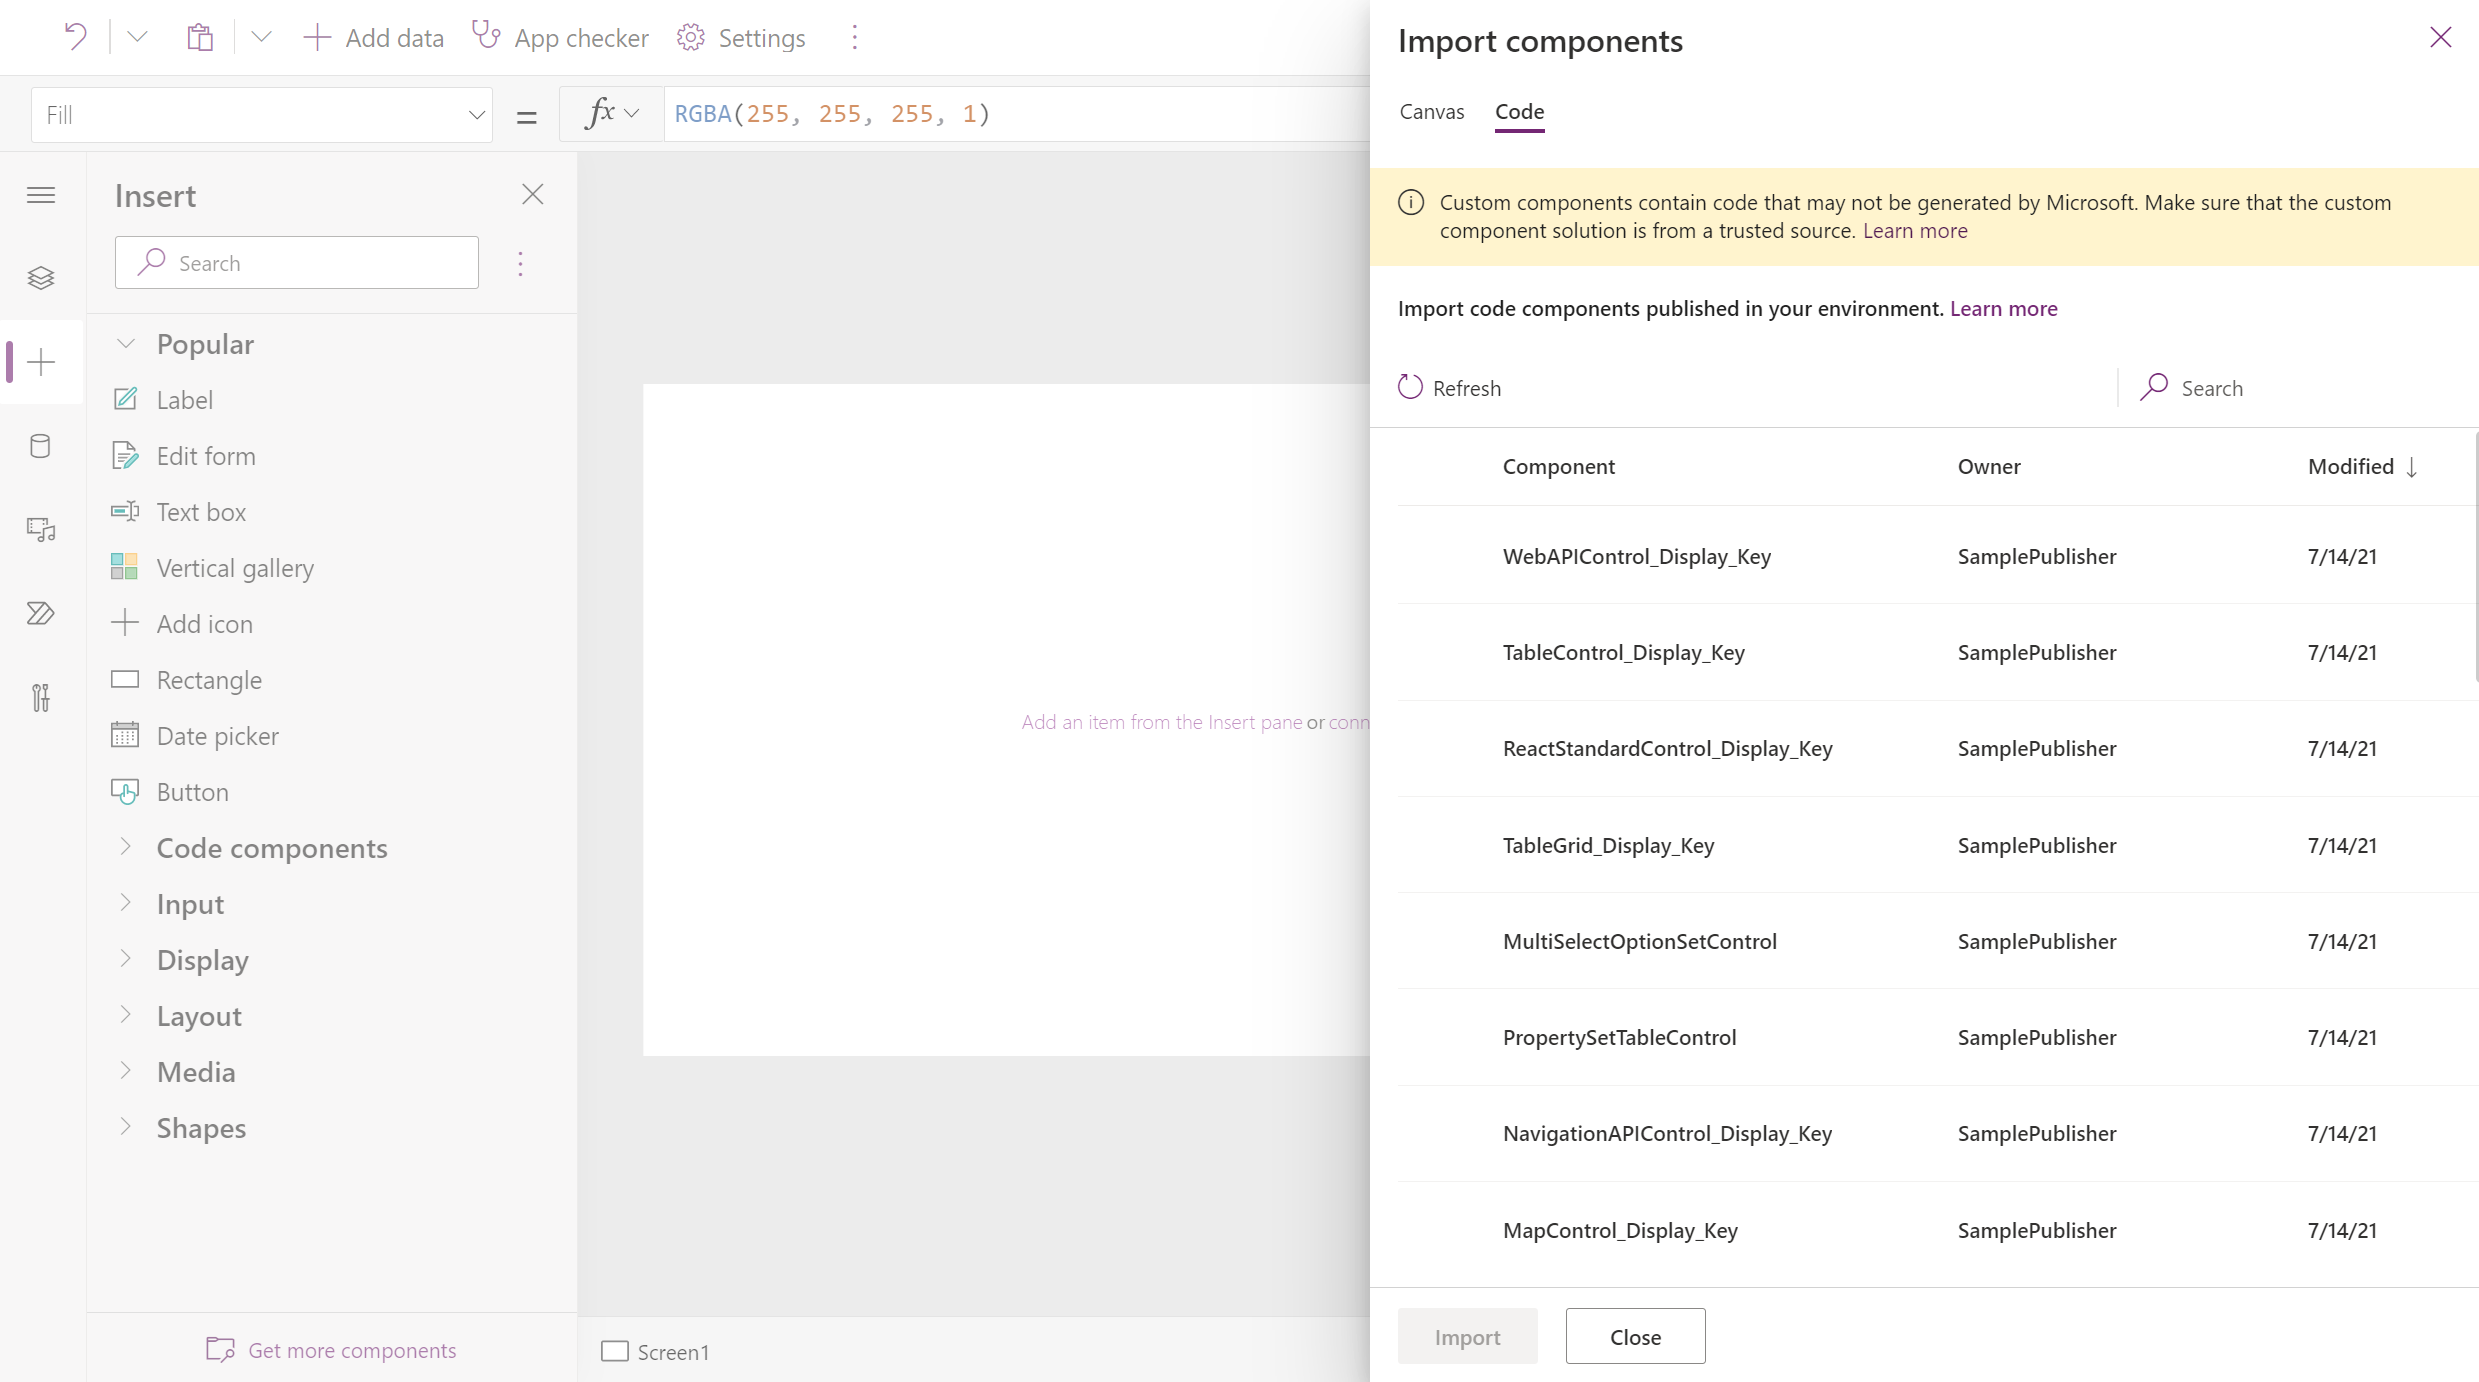 Add data
App checker
Settings
Fill
=
fx
RGBA(255, 255, 255, 1)
Insert
Search
Popular
Label
Edit form
Text box
Vertical gallery
Add icon
Rectangle
Date picker
Button
Code components
Input
Display
Layout
Media
Shapes
Get more components
Add an item from the Insert pane or conn
Screen1
Import components
Canvas
Code
Custom components contain code that may not be generated by Microsoft. Make sure that the custom
component solution is from a trusted source. Learn more
Import code components published in your environment. Learn more
Refresh
Search
Component Owner Modified
WebAPIControl_Display_Key SamplePublisher 7/14/21
TableControl_Display_Key SamplePublisher 7/14/21
ReactStandardControl_Display_Key SamplePublisher 7/14/21
TableGrid_Display_Key SamplePublisher 7/14/21
MultiSelectOptionSetControl SamplePublisher 7/14/21
PropertySetTableControl SamplePublisher 7/14/21
NavigationAPIControl_Display_Key SamplePublisher 7/14/21
MapControl_Display_Key SamplePublisher 7/14/21
Import
Close